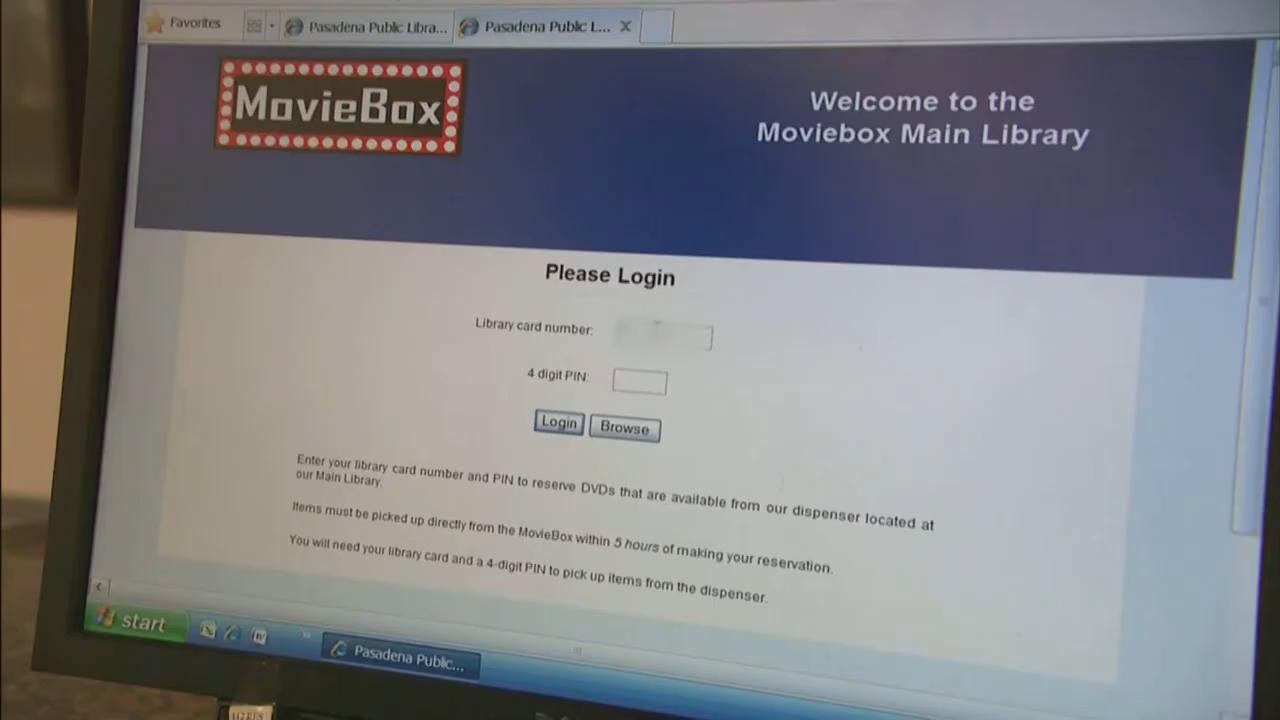 Favorites
Pasadena Public Libra...
Pasadena Public L...
MovieBox
Welcome to the
Moviebox Main Library
Please Login
Library card number:
4 digit PIN:
Login
Browse
Enter your library card number and PIN to reserve DVDs that are available from our dispenser located at
our Main Library.
Items must be picked up directly from the MovieBox within 5 hours of making your reservation.
You will need your library card and a 4-digit PIN to pick up items from the dispenser.
start
Pasadena Public...